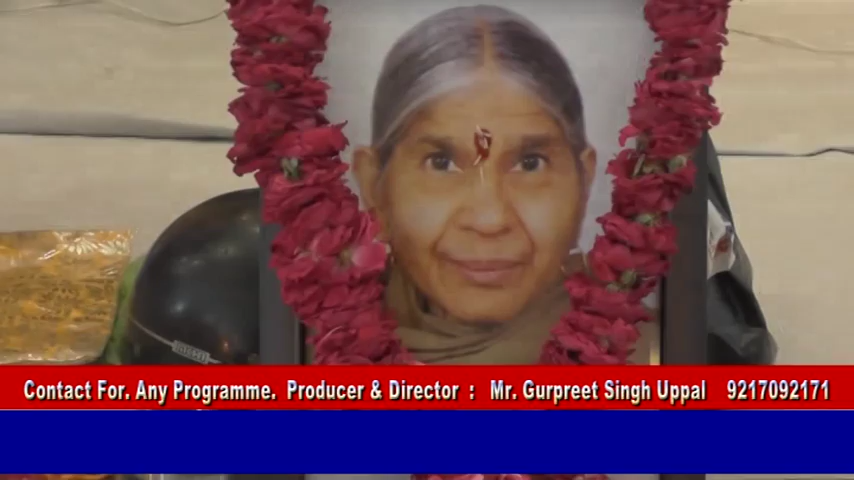 Contact For. Any Programme. Producer & Director : Mr. Gurpreet Singh Uppal 9217092171